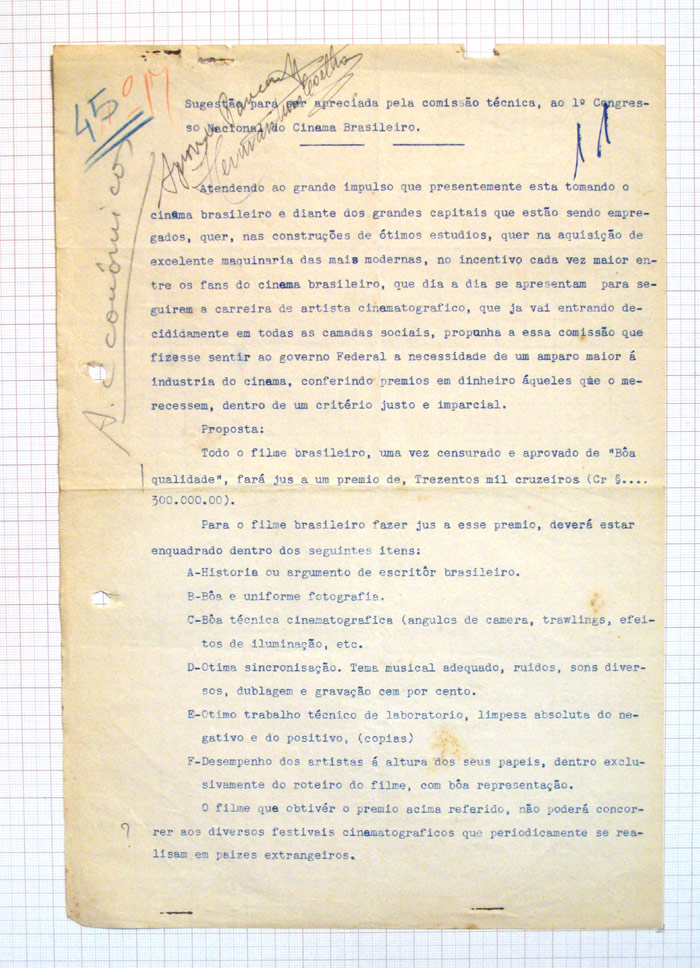 45 017
Sugestão para ser apreciada pela comissão técnica, ao 1º Congres-
so Nacional do Cinema Brasileiro.
A. Econômicos
Atendendo ao grande impulso que presentemente esta tomando o
cinema brasileiro e diante dos grandes capitais que estão sendo empre-
gados, quer, nas construções de ótimos estudios, quer na aquisição de
excelente maquinaria das mais modernas, no incentivo cada vez maior en-
tre os fans do cinema brasileiro, que dia a dia se apresentam para se-
guirem a carreira de artista cinematografico, que ja vai entrando de-
cididamente em todas as camadas sociais, propunha a essa comissão que
fizesse sentir ao governo Federal a necessidade de um amparo maior á
industria do cinema, conferindo premios em dinheiro áqueles que o me-
recessem, dentro de um critério justo e imparcial.
Proposta:
Todo o filme brasileiro, uma vez censurado e aprovado de "Bôa
qualidade", fará jus a um premio de, Trezentos mil cruzeiros (Cr $....
300.000.00).
Para o filme brasileiro fazer jus a esse premio, deverá estar
enquadrado dentro dos seguintes itens:
A-Historia ou argumento de escritôr brasileiro.
B-Bôa e uniforme fotografia.
C-Bôa técnica cinematografica (angulos de camera, trawlings, efei-
tos de iluminação, etc.
D-Otima sincronisação. Tema musical adequado, ruidos, sons diver-
sos, dublagem e gravação cem por cento.
E-Otimo trabalho técnico de laboratorio, limpesa absoluta do ne-
gativo e do positivo, (copias)
F-Desempenho dos artistas á altura dos seus papeis, dentro exclu-
sivamente do roteiro do filme, com bôa representação.
O filme que obtivér o premio acima referido, não poderá concor-
? rer aos diversos festivais cinematograficos que periodicamente se rea-
lisam em paizes extrangeiros.